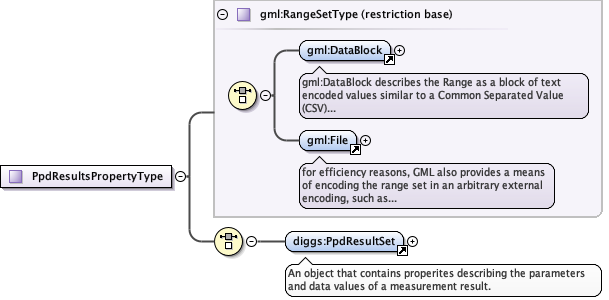 gml:RangeSetType (restriction base)
gml:DataBlock
gml:DataBlock describes the Range as a block of text
encoded values similar to a Common Separated Value
(CSV)...
gml:File
for efficiency reasons, GML also provides a means
of encoding the range set in an arbitrary external
encoding, such as...
PpdResultsPropertyType
diggs:PpdResultSet
An object that contains properites describing the parameters
and data values of a measurement result.